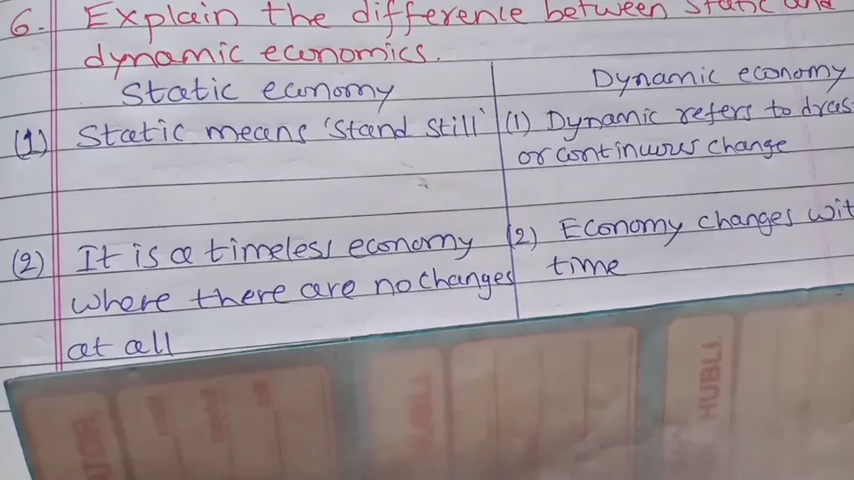 6. Explain the difference between static and
dynamic economics.
Static economy
Dynamic economy
(1) Static means 'Stand still'
(1) Dynamic refers to
or continuous change
(2) It is a timeless economy
where there are no changes
at all
(2) Economy changes wit
time
HUBLI
HUBLI